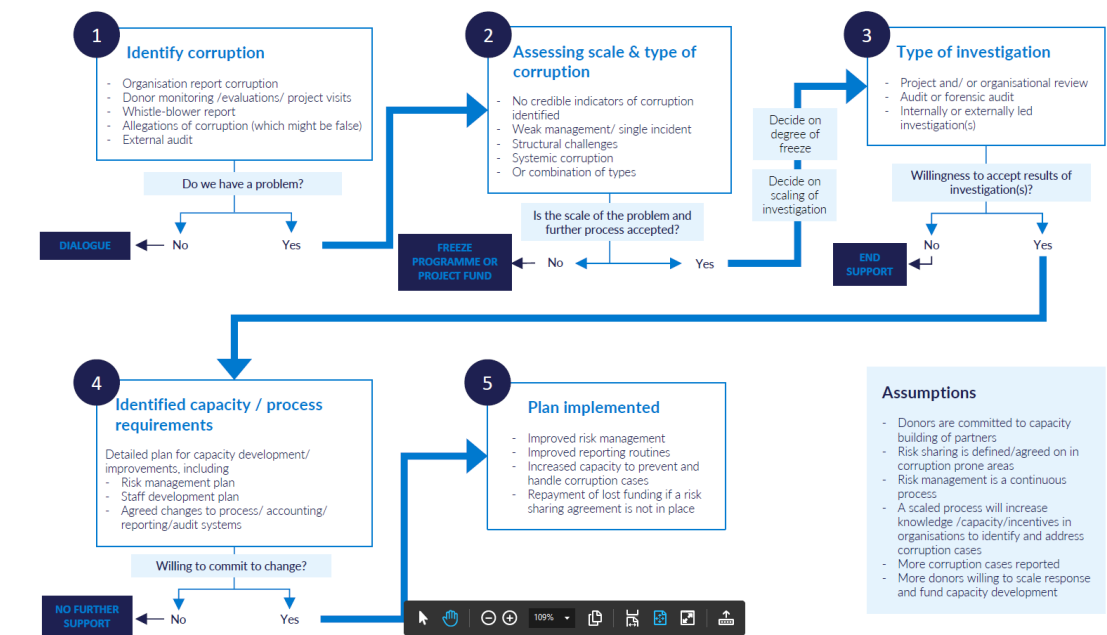 1
Identify corruption
- Organisation report corruption
- Donor monitoring /evaluations/ project visits
- Whistle-blower report
- Allegations of corruption (which might be false)
- External audit
Do we have a problem?
DIALOGUE
No
Yes
2
Assessing scale & type of
corruption
- No credible indicators of corruption
identified
- Weak management/ single incident
- Structural challenges
- Systemic corruption
- Or combination of types
Is the scale of the problem and
further process accepted?
FREEZE
PROGRAMME OR
PROJECT FUND
No
Yes
Decide on
degree of
freeze
Decide on
scaling of
investigation
3
Type of investigation
- Project and/ or organisational review
- Audit or forensic audit
- Internally or externally led
investigation(s)
Willingness to accept results of
investigation(s)?
No
Yes
END
SUPPORT
4
Identified capacity / process
requirements
Detailed plan for capacity development/
improvements, including
- Risk management plan
- Staff development plan
- Agreed changes to process/ accounting/
reporting/audit systems
Willing to commit to change?
NO FURTHER
SUPPORT
No
Yes
5
Plan implemented
- Improved risk management
- Improved reporting routines
- Increased capacity to prevent and
handle corruption cases
- Repayment of lost funding if a risk
sharing agreement is not in place
Assumptions
- Donors are committed to capacity
building of partners
- Risk sharing is defined/agreed on in
corruption prone areas
- Risk management is a continuous
process
- A scaled process will increase
knowledge /capacity/incentives in
organisations to identify and address
corruption cases
- More corruption cases reported
- More donors willing to scale response
and fund capacity development
109%